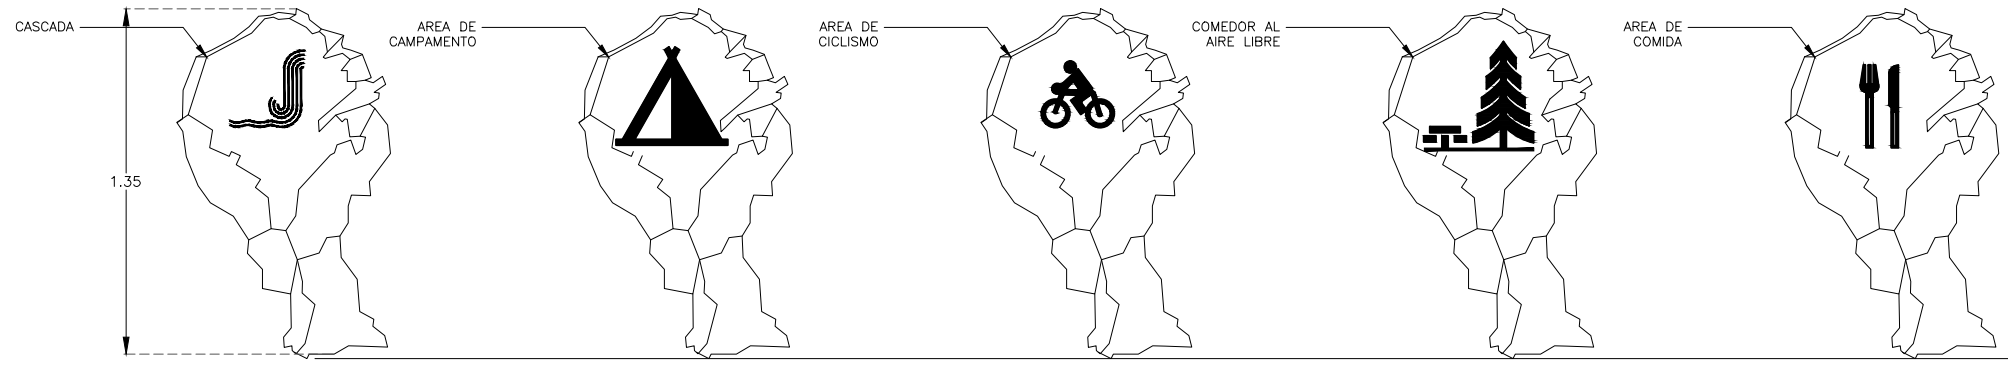 CASCADA
AREA DE
CAMPAMENTO
AREA DE
CICLISMO
COMEDOR AL
AIRE LIBRE
AREA DE
COMIDA
1.35